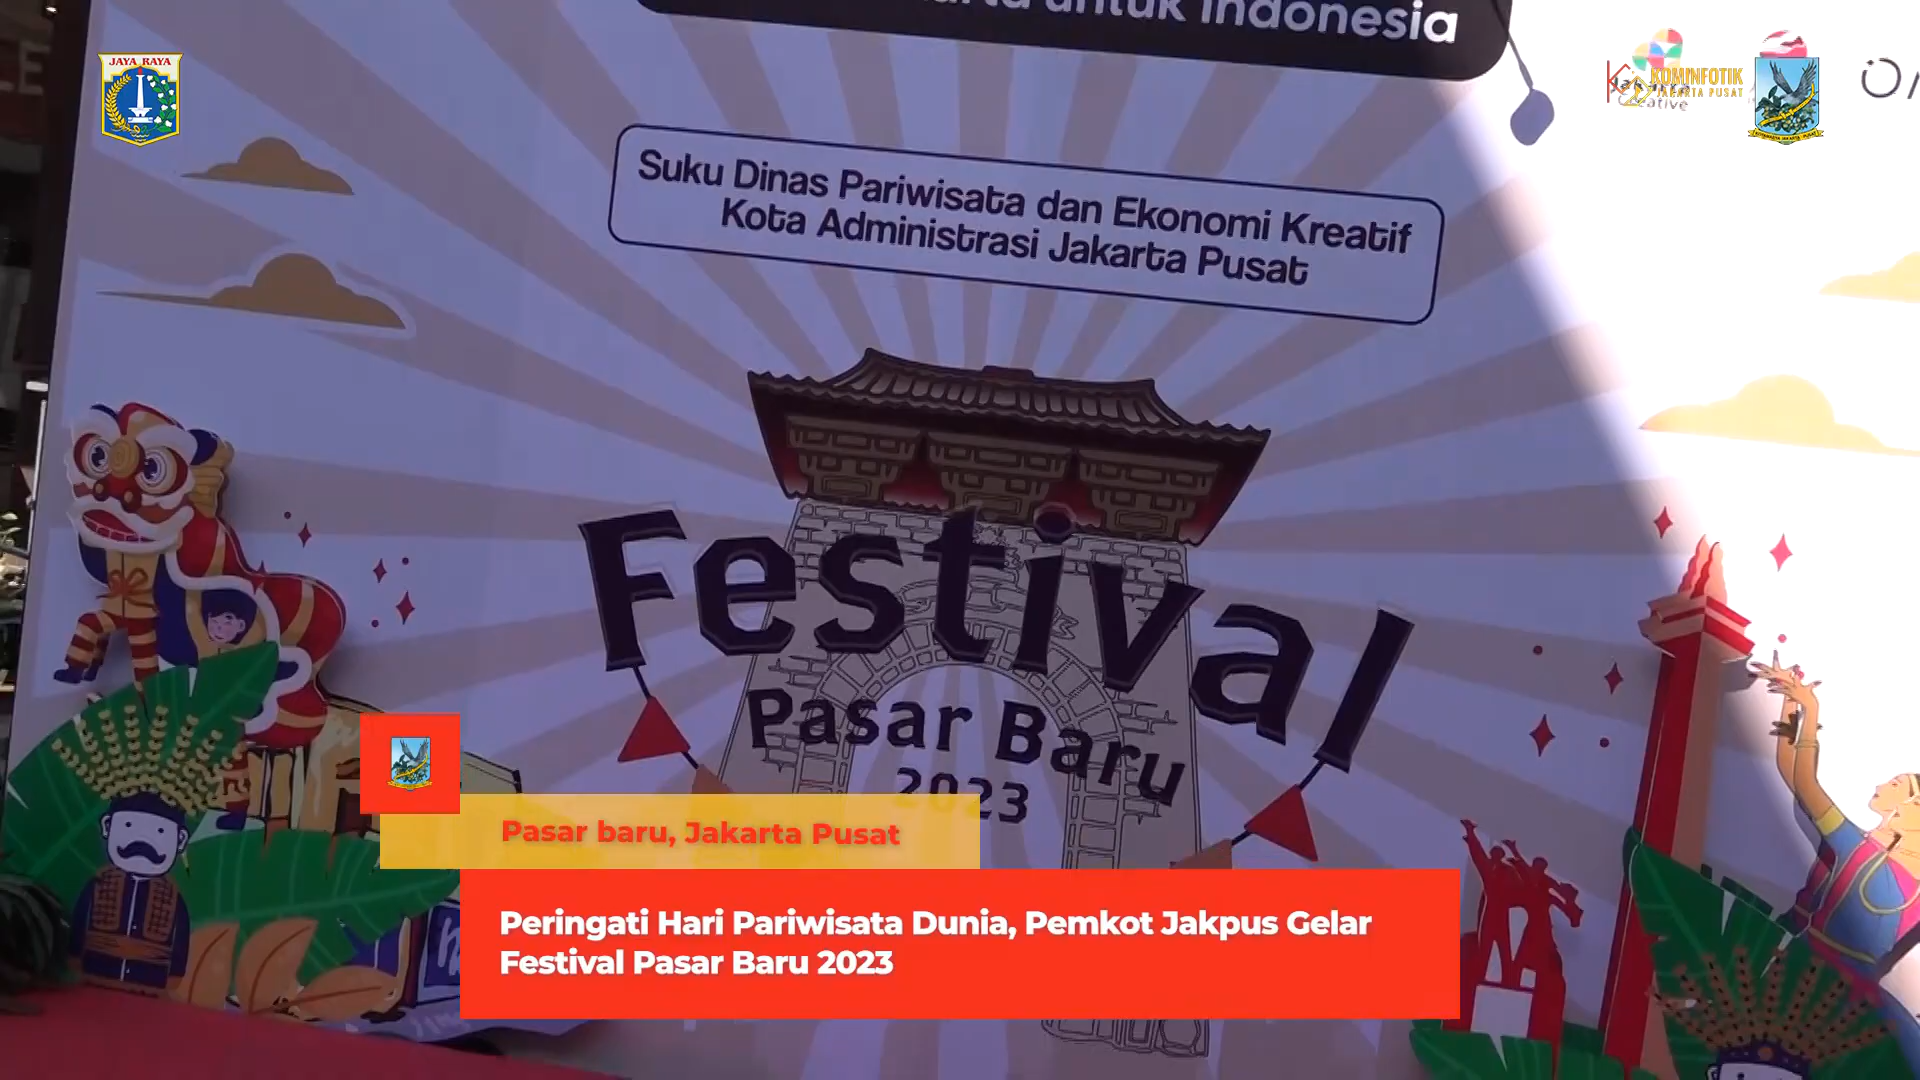 untuk Indonesia
JAYA RAYA
KOMINFOTIK
JAKARTA PUSAT
Creative
Suku Dinas Pariwisata dan Ekonomi Kreatif
Kota Administrasi Jakarta Pusat
Festival
Pasar Baru
2023
Pasar baru, Jakarta Pusat
Peringati Hari Pariwisata Dunia, Pemkot Jakpus Gelar
Festival Pasar Baru 2023